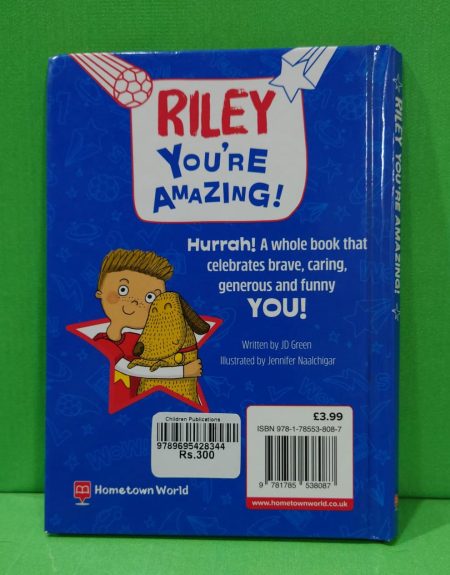 RILEY
YOU'RE
AMAZING!
Hurrah! A whole book that
celebrates brave, caring,
generous and funny
YOU!
Written by JD Green
Illustrated by Jennifer Naalchigar
Children Publications
9789695428344
Rs.300
£3.99
ISBN 978-1-78553-808-7
9 781785 538087
www.hometownworld.co.uk
Hometown World
RILEY YOU'RE AMAZING!